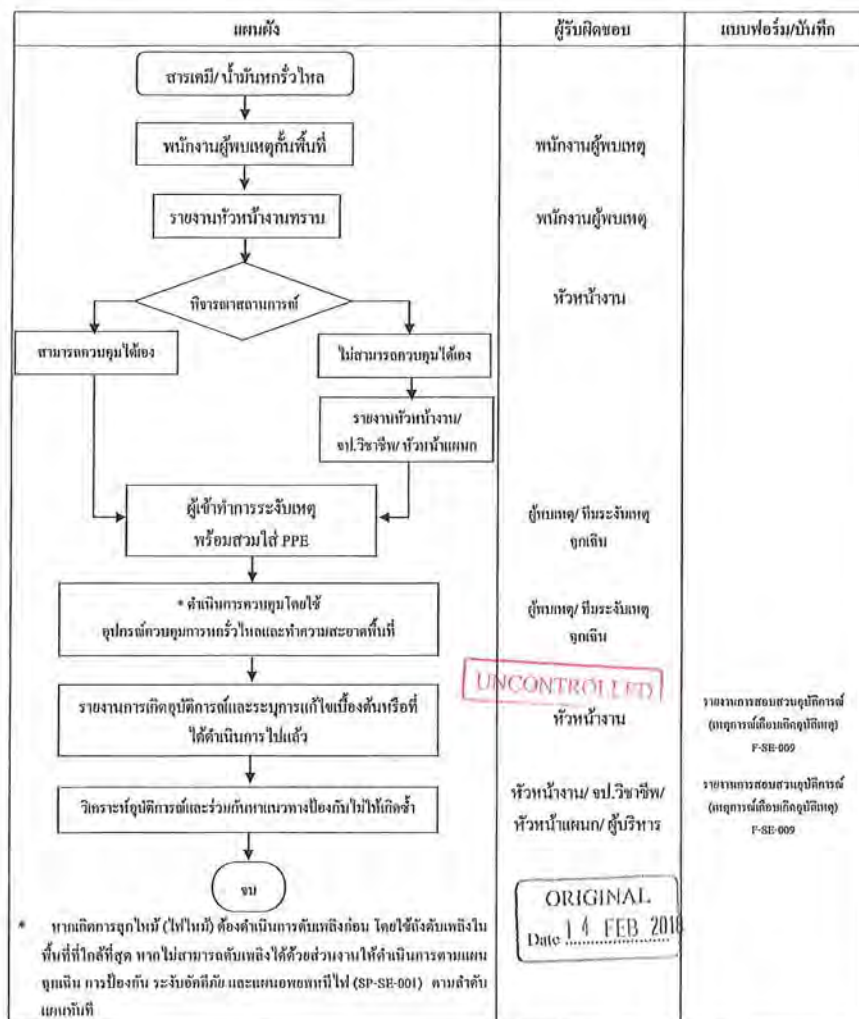 แผนผัง
ผู้รับผิดชอบ
แบบฟอร์ม/บันทึก
สารเคมี/น้ำมันหกรั่วไหล
พนักงานผู้พบเหตุกั้นพื้นที่
พนักงานผู้พบเหตุ
รายงานหัวหน้างานทราบ
พนักงานผู้พบเหตุ
พิจารณาสถานการณ์
หัวหน้างาน
สามารถควบคุมได้เอง
ไม่สามารถควบคุมได้เอง
รายงานหัวหน้างาน/
จป.วิชาชีพ/หัวหน้าแผนก
ผู้เข้าทำการระงับเหตุ
พร้อมสวมใส่ PPE
ผู้พบเหตุ/ ทีมระงับเหตุ
ฉุกเฉิน
* ดำเนินการควบคุมโดยใช้
อุปกรณ์ควบคุมการหกรั่วไหลและทำความสะอาดพื้นที่
ผู้พบเหตุ/ ทีมระงับเหตุ
ฉุกเฉิน
UNCONTROLLED
รายงานการเกิดอุบัติการณ์และระบุการแก้ไขเบื้องต้นหรือที่
ได้ดำเนินการไปแล้ว
หัวหน้างาน
รายงานการสอบสวนอุบัติการณ์
(เหตุการณ์เกือบเกิดอุบัติเหตุ)
F-SE-009
วิเคราะห์อุบัติการณ์และร่วมกันหาแนวทางป้องกันไม่ให้เกิดซ้ำ
หัวหน้างาน/ จป.วิชาชีพ/
หัวหน้าแผนก/ ผู้บริหาร
รายงานการสอบสวนอุบัติการณ์
(เหตุการณ์เกือบเกิดอุบัติเหตุ)
F-SE-009
จบ
ORIGINAL
Date 14 FEB 2018
* หากเกิดการลุกไหม้ (ไฟไหม้) ต้องดำเนินการดับเพลิงก่อน โดยใช้ถังดับเพลิงใน
พื้นที่ที่ใกล้ที่สุด หากไม่สามารถดับเพลิงได้ด้วยส่วนงานให้ดำเนินการตามแผน
ฉุกเฉิน การป้องกัน ระงับอัคคีภัย และแผนอพยพหนีไฟ (SP-SE-001) ตามลำดับ
แผนทันที